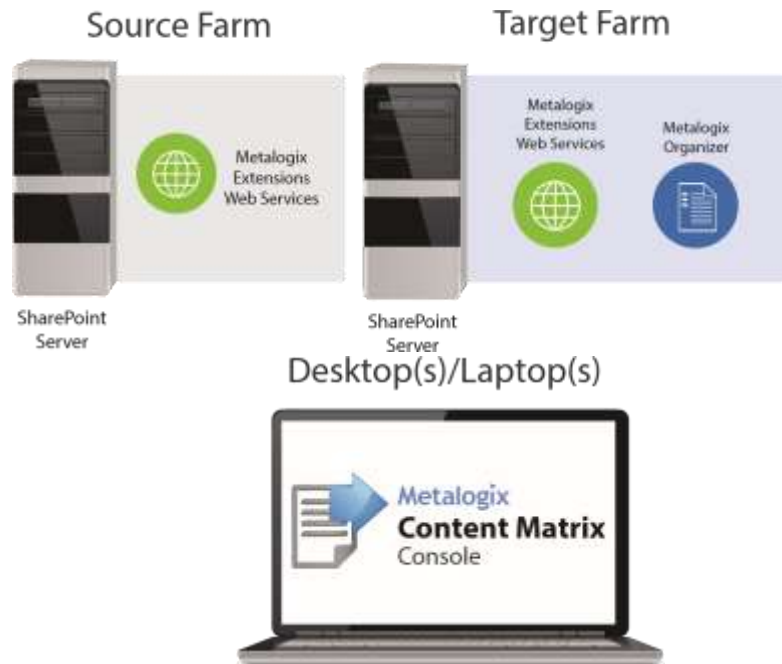 Source Farm
Metalogix
Extensions
Web Services
SharePoint
Server
Target Farm
Metalogix
Extensions
Web Services
Metalogix
Organizer
SharePoint
Server
Desktop(s)/Laptop(s)
Metalogix
Content Matrix
Console